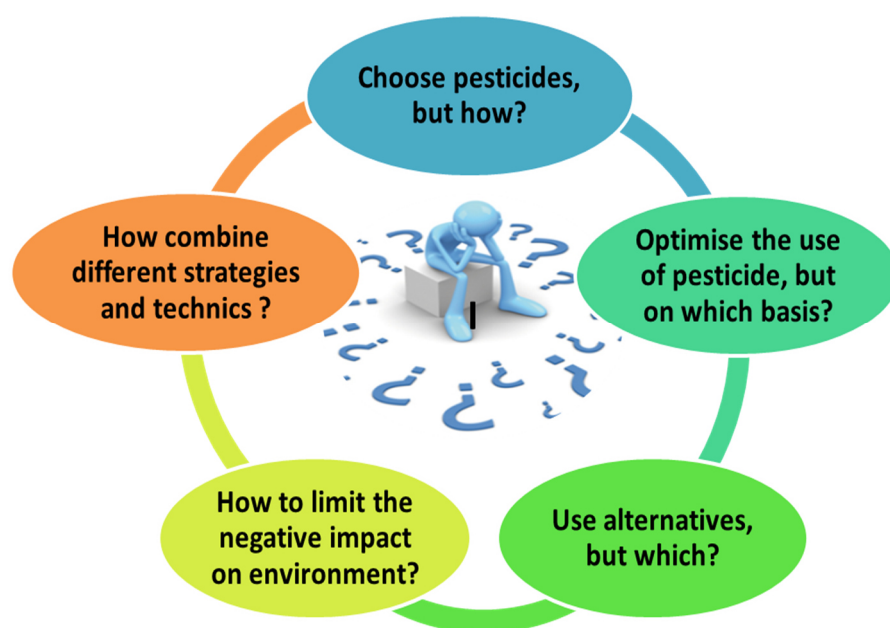 Choose pesticides,
but how?
How combine
different strategies
and technics ?
Optimise the use
of pesticide, but
on which basis?
How to limit the
negative impact
on environment?
Use alternatives,
but which?